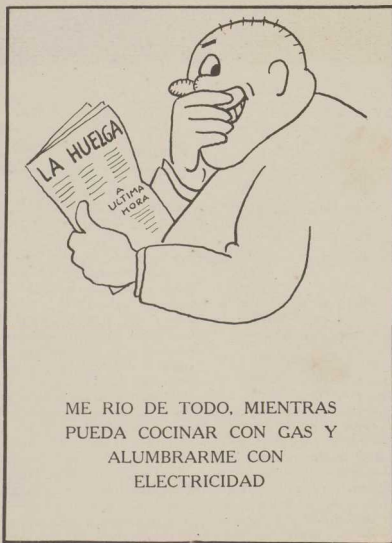 LA HUELGA
A
ULTIMA
HORA
ME RIO DE TODO, MIENTRAS
PUEDA COCINAR CON GAS Y
ALUMBRARME CON
ELECTRICIDAD